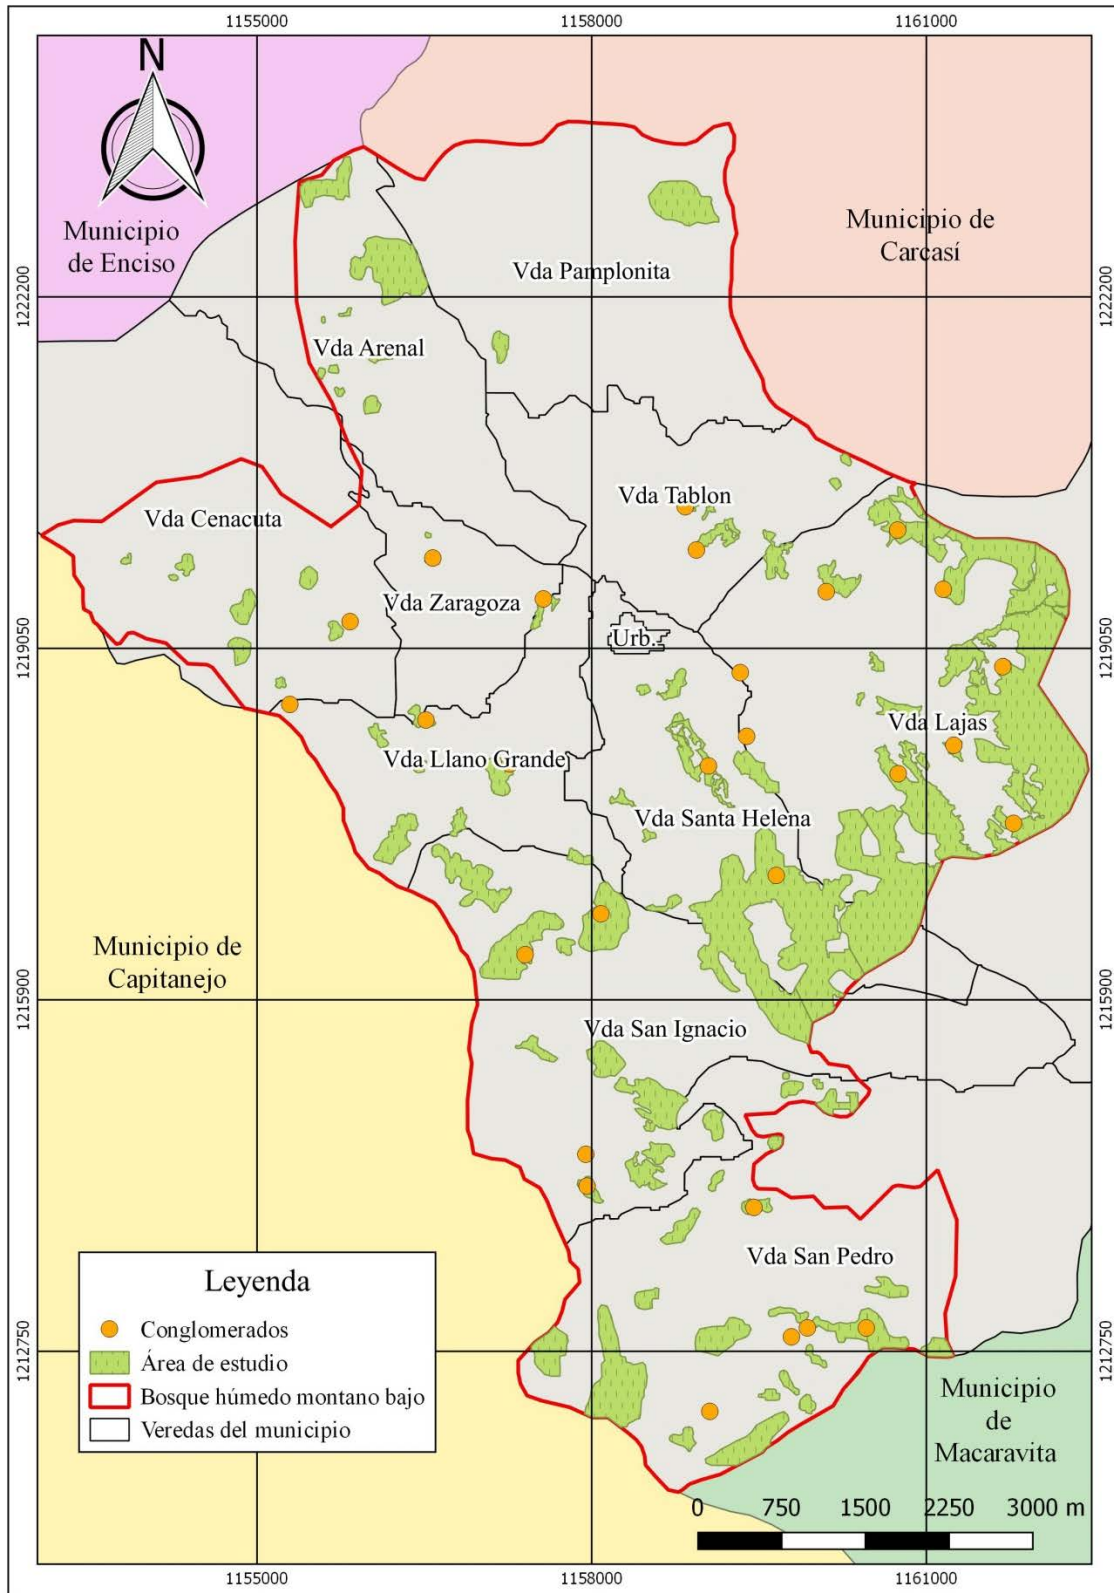 1155000
1158000
1161000
N
Municipio
de Enciso
Municipio de
Carcasí
Vda Pamplonita
1222200
1222200
Vda Arenal
Vda Tablon
Vda Cenacuta
Vda Zaragoza
Urb.
1219050
1219050
Vda Lajas
Vda Llano Grande
Vda Santa Helena
Municipio de
Capitanejo
1215900
1215900
Vda San Ignacio
Vda San Pedro
Leyenda
Conglomerados
Área de estudio
Bosque húmedo montano bajo
Veredas del municipio
1212750
1212750
Municipio
de
Macaravita
0 750 1500 2250 3000 m
1155000
1158000
1161000